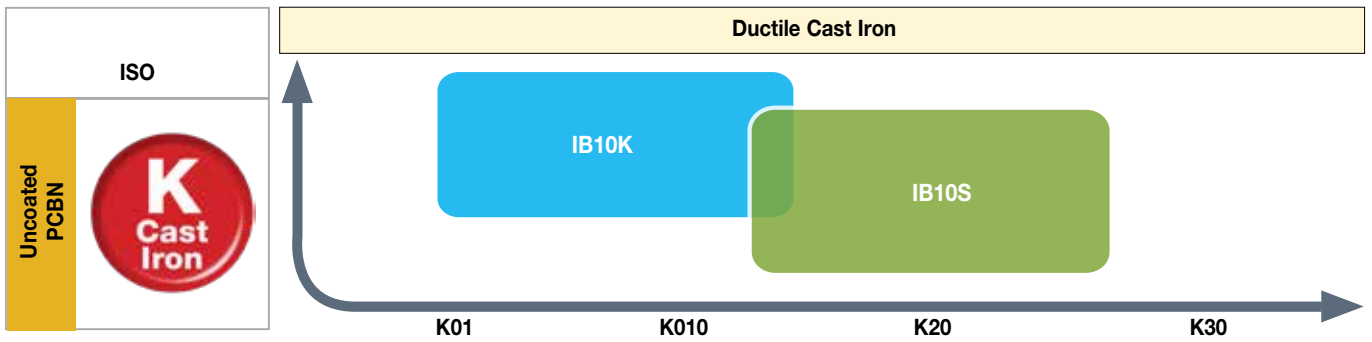 ISO
Ductile Cast Iron
Uncoated
PCBN
K
Cast
Iron
IB10K
IB10S
K01
K010
K20
K30